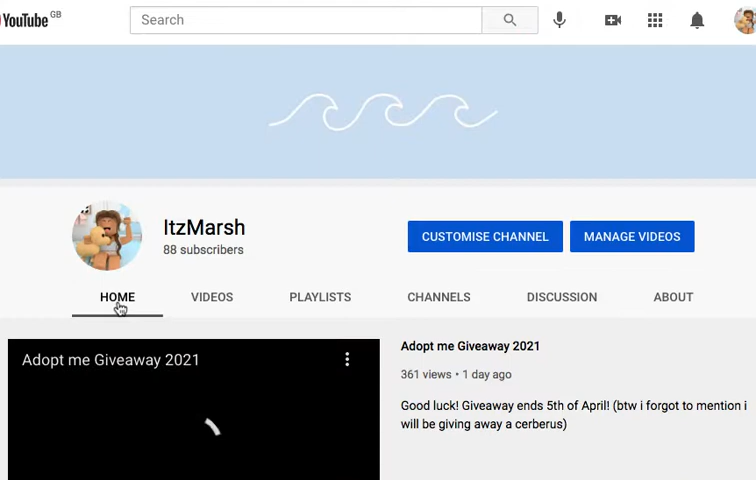 YouTube GB
Search
ItzMarsh
88 subscribers
CUSTOMISE CHANNEL
MANAGE VIDEOS
HOME
VIDEOS
PLAYLISTS
CHANNELS
DISCUSSION
ABOUT
Adopt me Giveaway 2021
Adopt me Giveaway 2021
361 views • 1 day ago
Good luck! Giveaway ends 5th of April! (btw i forgot to mention i
will be giving away a cerberus)